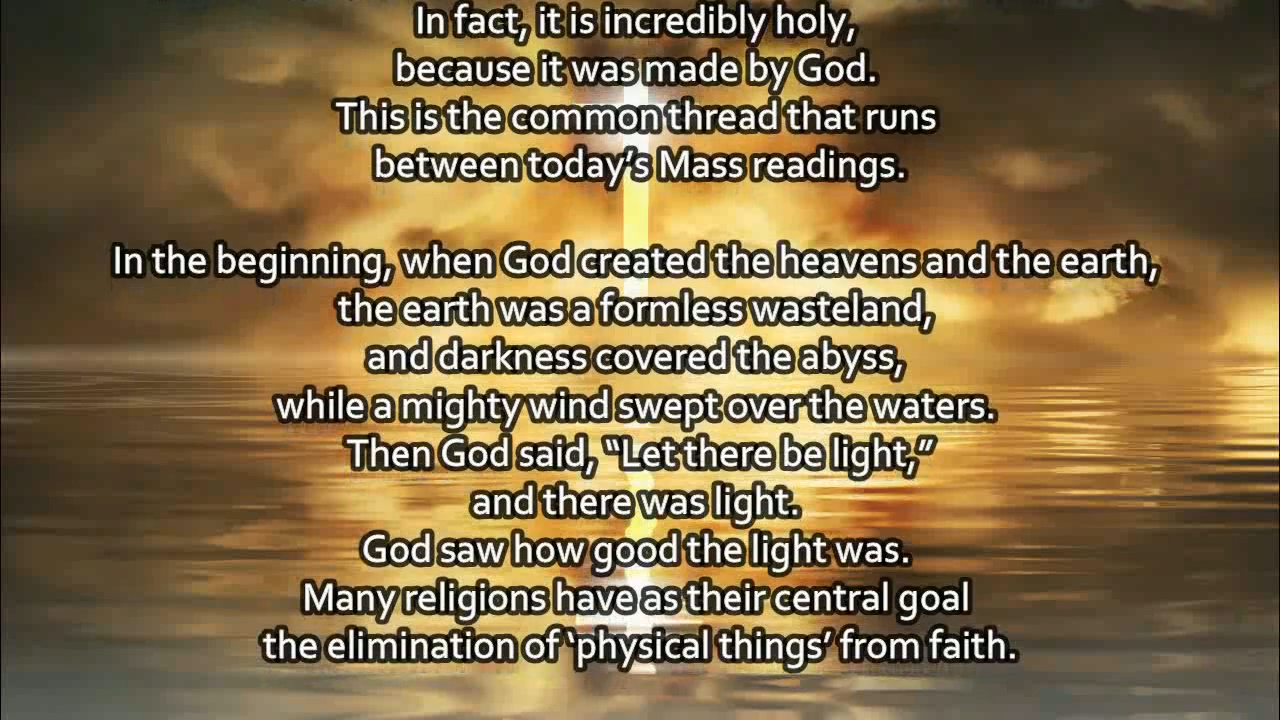 In fact, it is incredibly holy,
because it was made by God.
This is the common thread that runs
between today’s Mass readings.
In the beginning, when God created the heavens and the earth,
the earth was a formless wasteland,
and darkness covered the abyss,
while a mighty wind swept over the waters.
Then God said, “Let there be light,”
and there was light.
God saw how good the light was.
Many religions have as their central goal
the elimination of ‘physical things’ from faith.